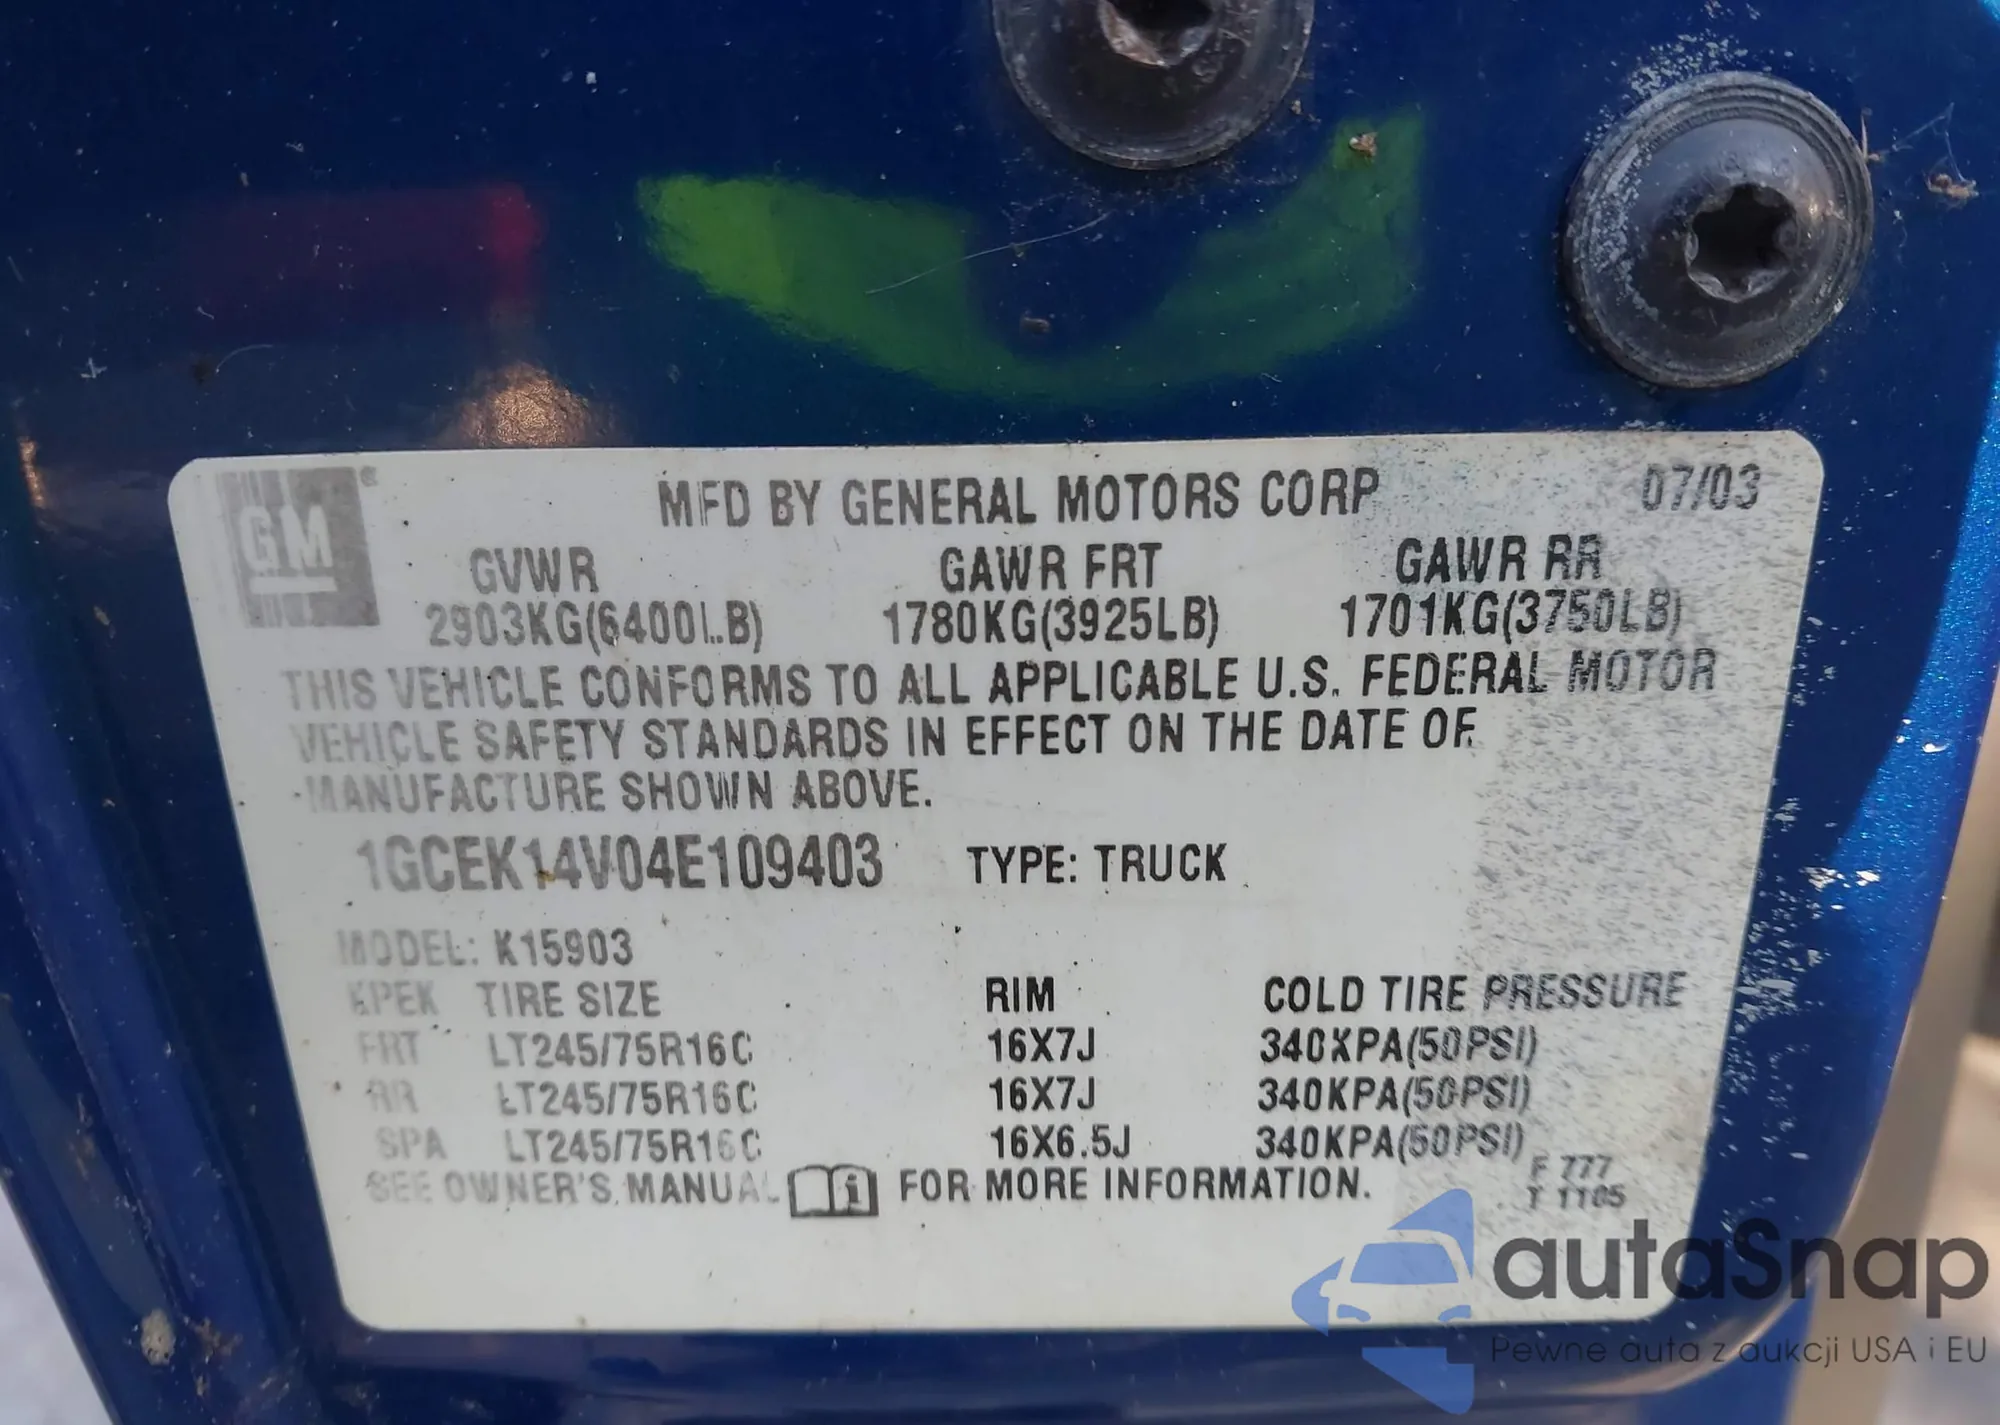 GM®
MFD BY GENERAL MOTORS CORP 07/03
GVWR GAWR FRT GAWR RR
2903KG(6400LB) 1780KG(3925LB) 1701KG(3750LB)
THIS VEHICLE CONFORMS TO ALL APPLICABLE U.S. FEDERAL MOTOR
VEHICLE SAFETY STANDARDS IN EFFECT ON THE DATE OF
MANUFACTURE SHOWN ABOVE.
1GCEK14V04E109403 TYPE: TRUCK
MODEL: K15903
TIRE SIZE RIM COLD TIRE PRESSURE
FRT LT245/75R16C 16X7J 340KPA(50PSI)
RR LT245/75R16C 16X7J 340KPA(50PSI)
SPA LT245/75R16C 16X6.5J 340KPA(50PSI)
SEE OWNER'S MANUAL i FOR MORE INFORMATION.
F 777
T 1105
autaSnap
Pewne auta z aukcji USA i EU